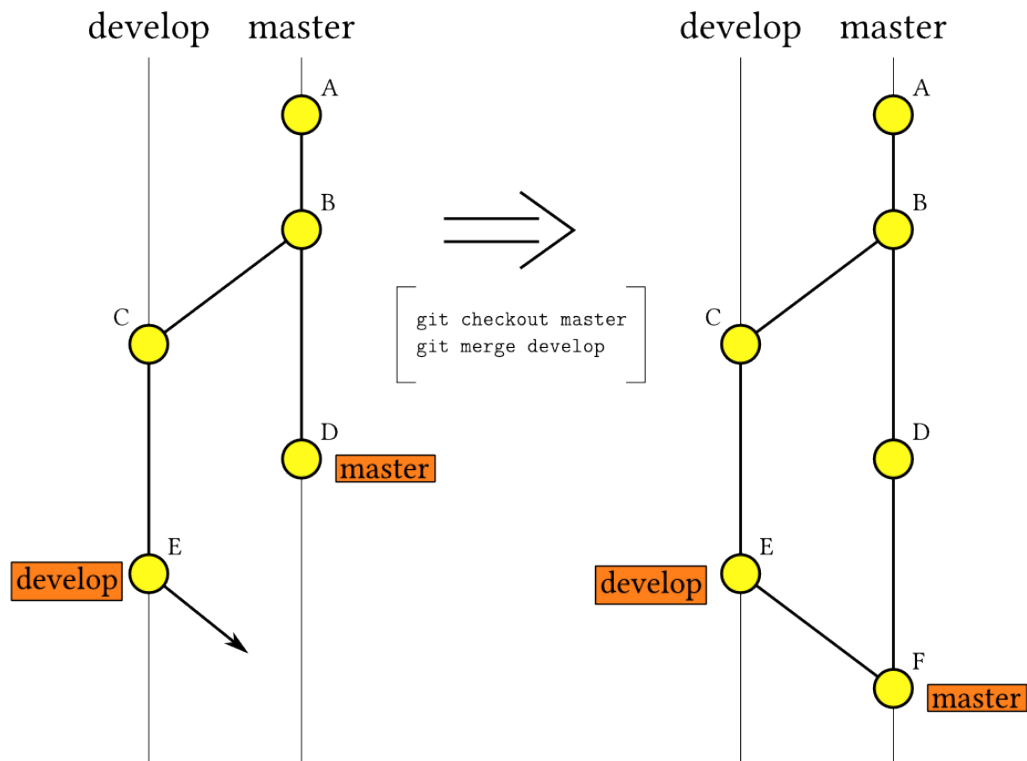 develop master
A
B
C
D
master
E
develop
git checkout master
git merge develop
develop master
A
B
C
D
E
develop
F
master